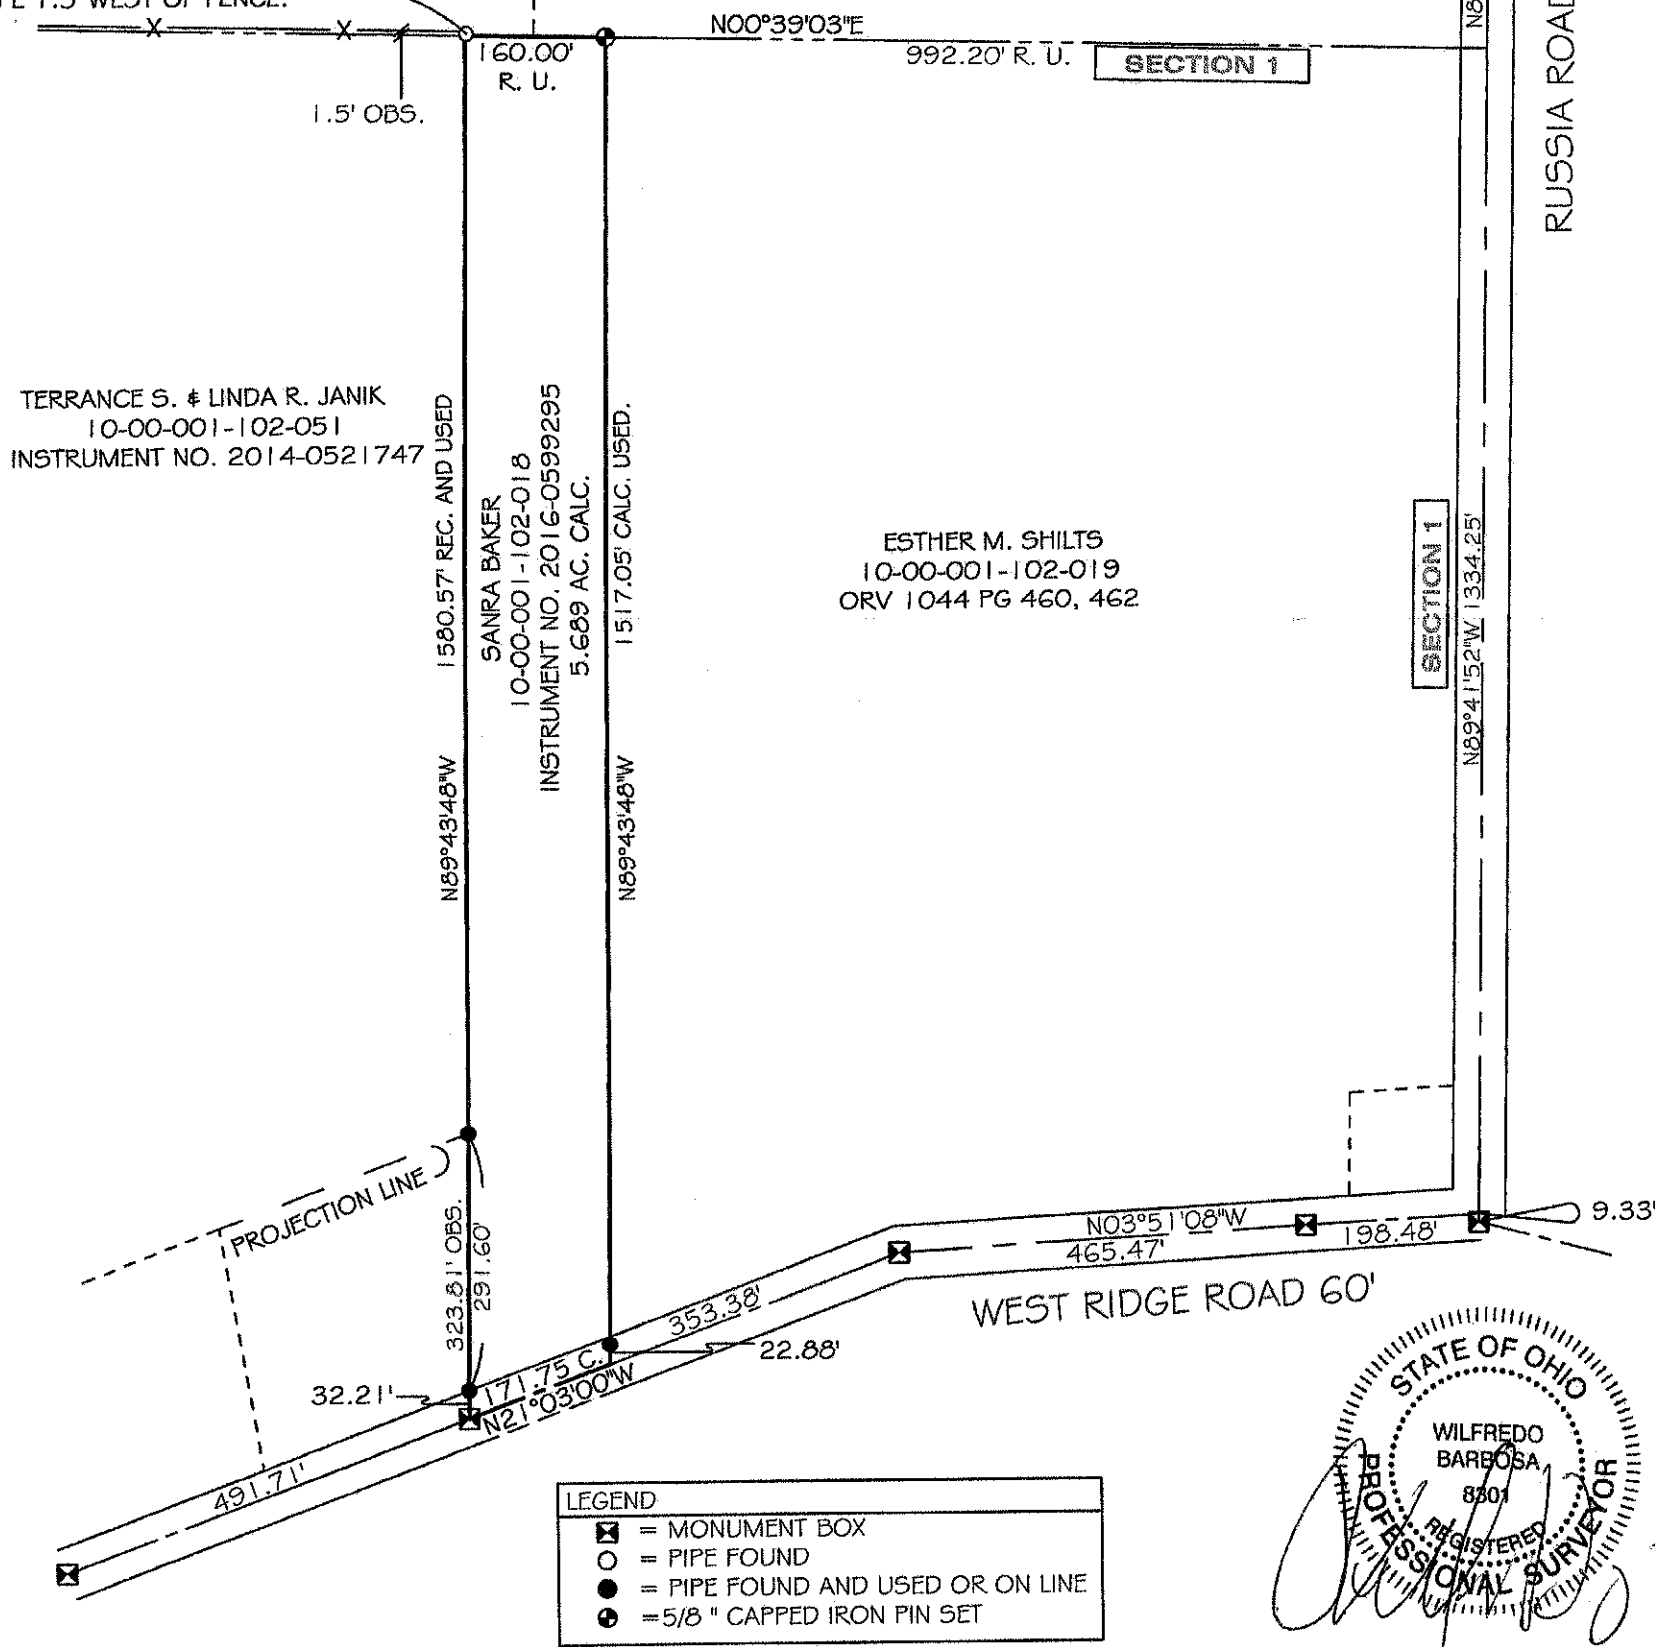 1.5' WEST OF FENCE.
N00°39'03"E
160.00'
R. U.
992.20' R. U.
SECTION 1
1.5' OBS.
RUSSIA ROAD
TERRANCE S. & LINDA R. JANIK
10-00-001-102-051
INSTRUMENT NO. 2014-0521747
N89°43'48"W 1580.57' REC. AND USED
SANRA BAKER
10-00-001-102-018
INSTRUMENT NO. 2016-0599295
5.689 AC. CALC.
N89°43'48"W 1517.05' CALC. USED.
ESTHER M. SHILTS
10-00-001-102-019
ORV 1044 PG 460, 462
SECTION 1
N89°41'52"W 1334.25'
PROJECTION LINE
323.81' OBS.
291.60'
32.21'
171.75 C.
N21°03'00"W
353.38'
22.88'
491.71'
N03°51'08"W
465.47'
198.48'
9.33'
WEST RIDGE ROAD 60'
LEGEND
= MONUMENT BOX
= PIPE FOUND
= PIPE FOUND AND USED OR ON LINE
=5/8 " CAPPED IRON PIN SET
STATE OF OHIO
WILFREDO
BARBOSA
8301
REGISTERED
PROFESSIONAL SURVEYOR